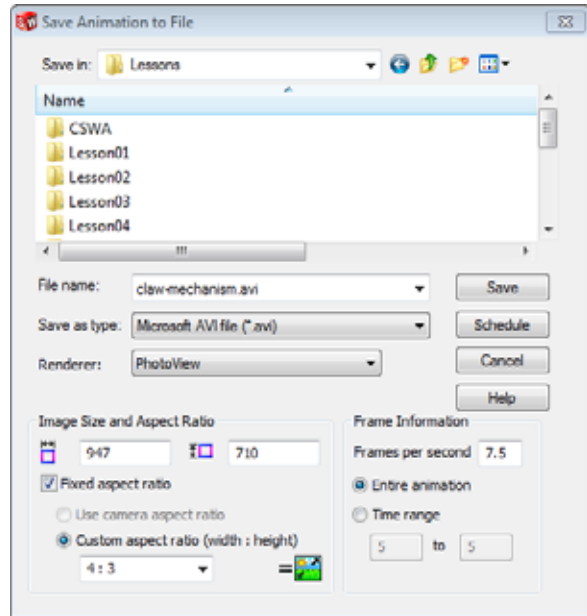 Save Animation to File
Save in: Lessons
Name
CSWA
Lesson01
Lesson02
Lesson03
Lesson04
File name: claw-mechanism.avi Save
Save as type: Microsoft AVI file (*.avi) Schedule
Renderer: PhotoView Cancel
Help
Image Size and Aspect Ratio
947 710
Fixed aspect ratio
Use camera aspect ratio
Custom aspect ratio (width : height)
4 : 3 =
Frame Information
Frames per second 7.5
Entire animation
Time range
5 to 5